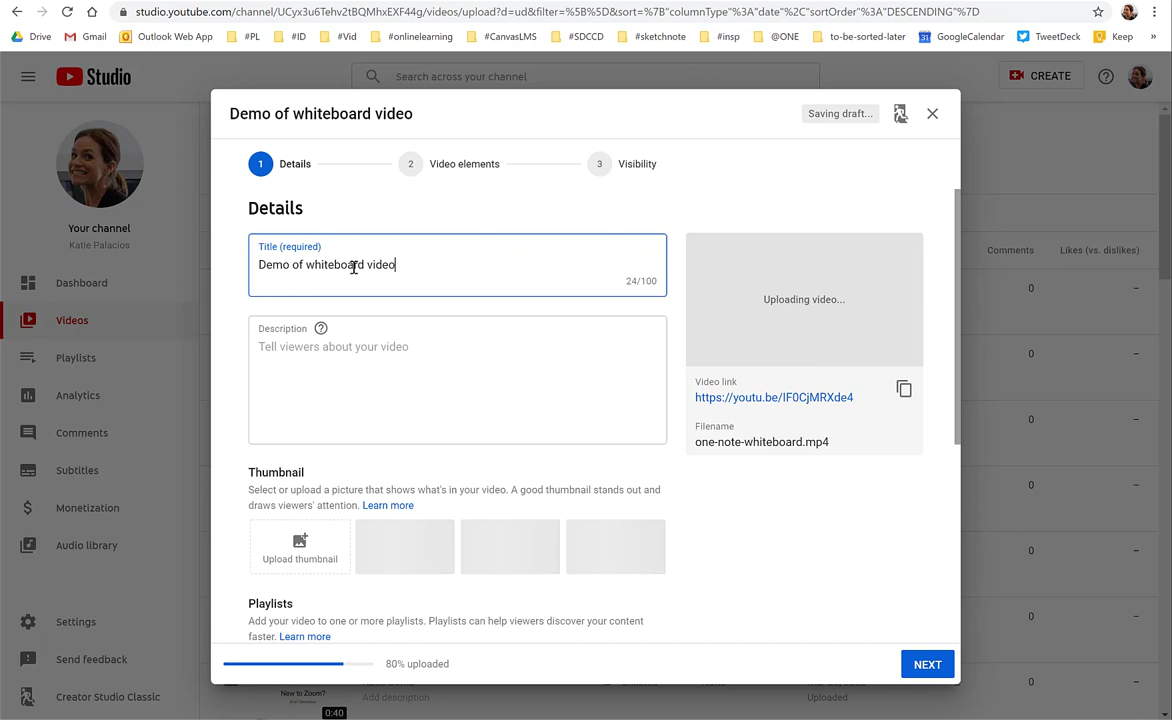 studio.youtube.com/channel/UCyx3u6Tehv2tBQMhxEXF44g/videos/upload?d=ud&filter=%5B%5D&sort=%7B"columnType"%3A"date"%2C"sortOrder"%3A"DESCENDING"%7D
Drive Gmail Outlook Web App #PL #ID #Vid #onlinelearning #CanvasLMS #SDCCD #sketchnote #insp @ONE to-be-sorted-later GoogleCalendar TweetDeck Keep »
Studio
Search across your channel
CREATE
Your channel
Katie Palacios
Dashboard
Videos
Playlists
Analytics
Comments
Subtitles
Monetization
Audio library
Settings
Send feedback
Creator Studio Classic
Demo of whiteboard video
Saving draft...
1 Details
2 Video elements
3 Visibility
Details
Title (required)
Demo of whiteboard video
24/100
Description
Tell viewers about your video
Thumbnail
Select or upload a picture that shows what's in your video. A good thumbnail stands out and
draws viewers' attention. Learn more
Upload thumbnail
Playlists
Add your video to one or more playlists. Playlists can help viewers discover your content
faster. Learn more
Uploading video...
Video link
https://youtu.be/IF0CjMRXde4
Filename
one-note-whiteboard.mp4
80% uploaded
NEXT
Comments Likes (vs. dislikes)
0 –
0 –
0 –
0 –
0 –
0 –
0 –
New to Zoom?
0:40
Add description
Uploaded